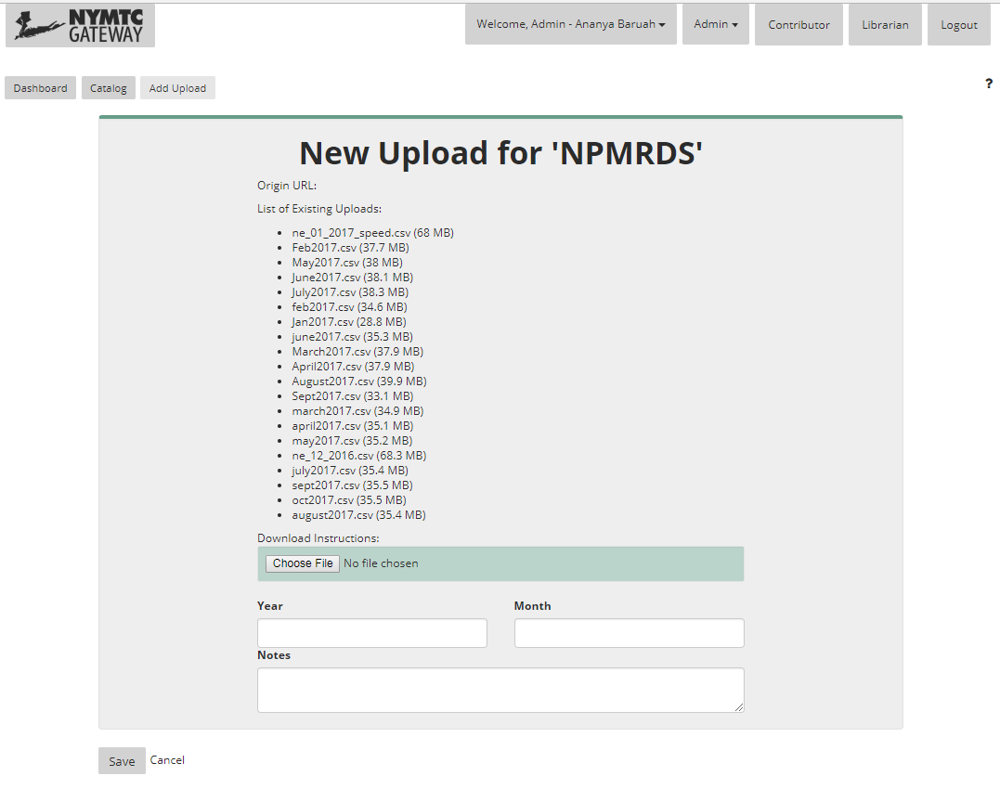 NYMTC
GATEWAY
Welcome, Admin - Ananya Baruah
Admin
Contributor
Librarian
Logout
Dashboard
Catalog
Add Upload
?
New Upload for 'NPMRDS'
Origin URL:
List of Existing Uploads:
ne_01_2017_speed.csv (68 MB)
Feb2017.csv (37.7 MB)
May2017.csv (38 MB)
June2017.csv (38.1 MB)
July2017.csv (38.3 MB)
feb2017.csv (34.6 MB)
Jan2017.csv (28.8 MB)
june2017.csv (35.3 MB)
March2017.csv (37.9 MB)
April2017.csv (37.9 MB)
August2017.csv (39.9 MB)
Sept2017.csv (33.1 MB)
march2017.csv (34.9 MB)
april2017.csv (35.1 MB)
may2017.csv (35.2 MB)
ne_12_2016.csv (68.3 MB)
july2017.csv (35.4 MB)
sept2017.csv (35.5 MB)
oct2017.csv (35.5 MB)
august2017.csv (35.4 MB)
Download Instructions:
Choose File No file chosen
Year
Month
Notes
Save
Cancel